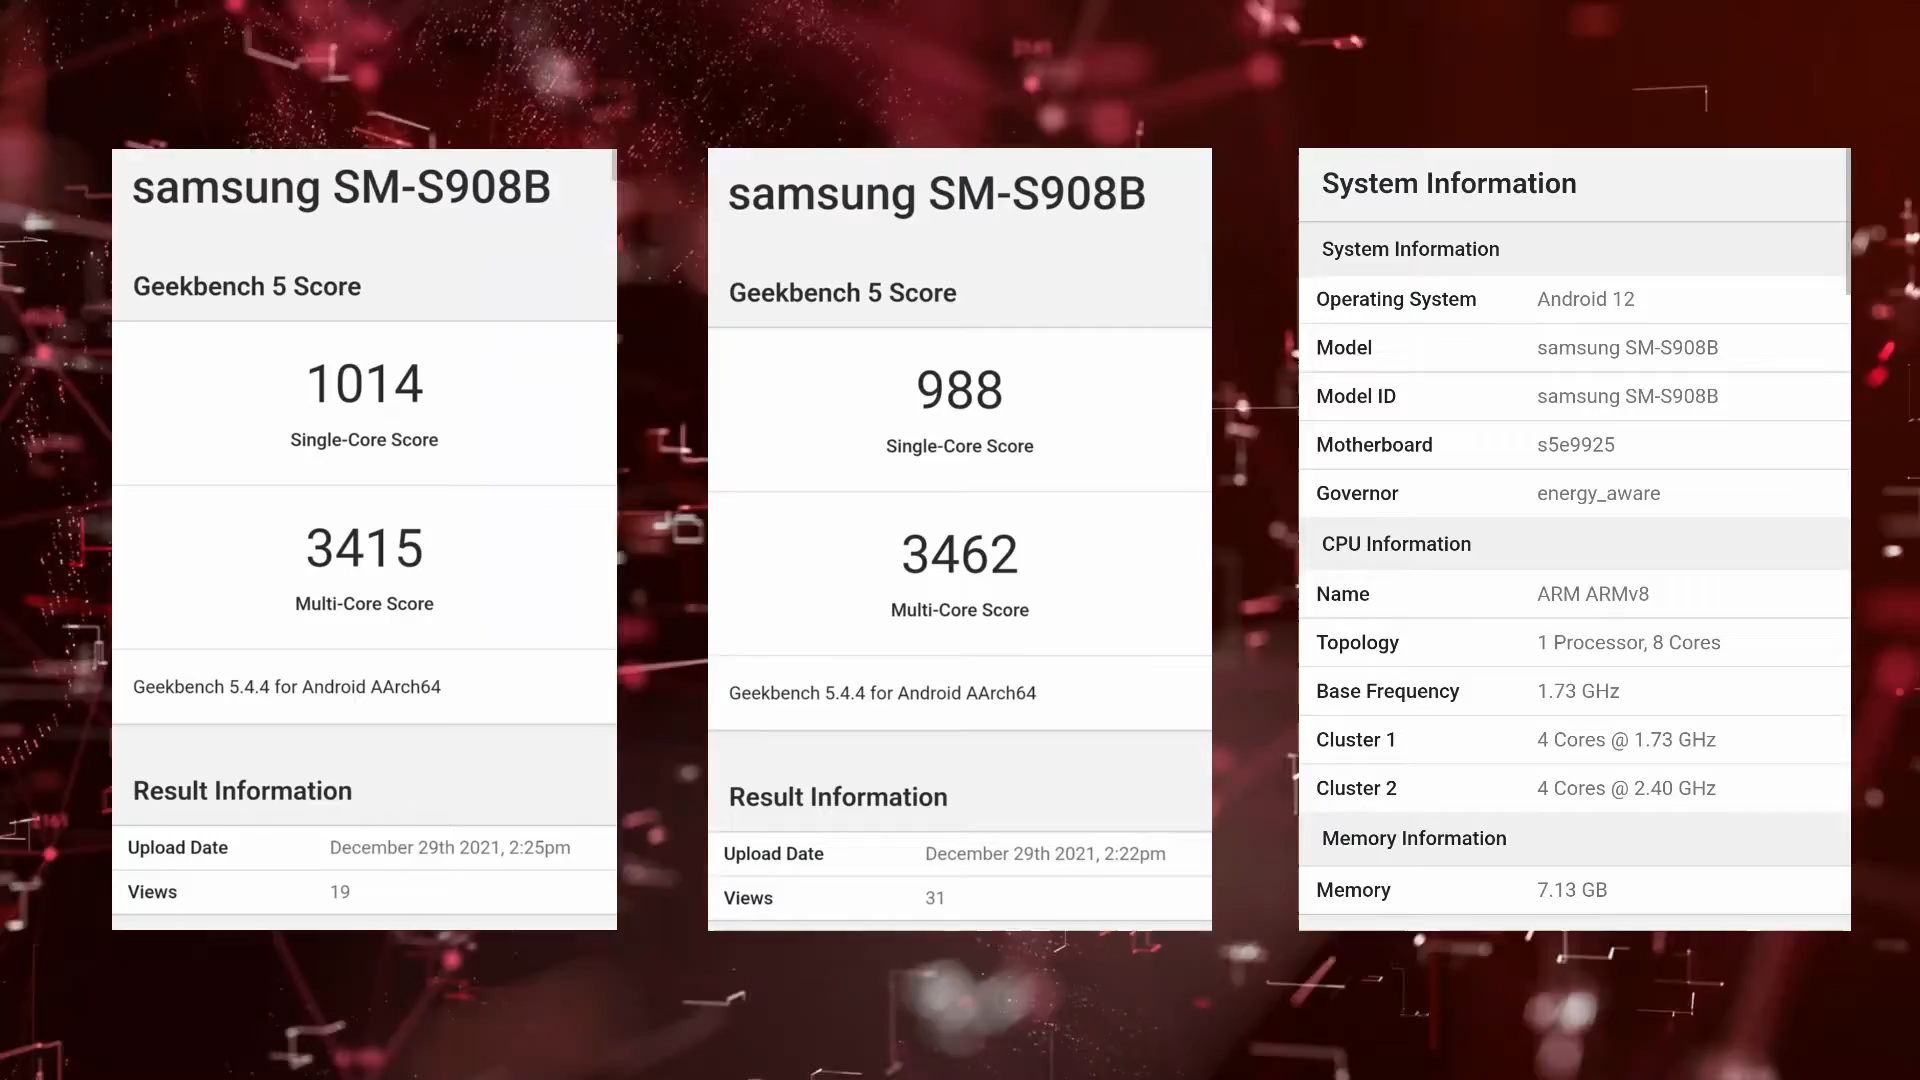 samsung SM-S908B
Geekbench 5 Score
1014
Single-Core Score
3415
Multi-Core Score
Geekbench 5.4.4 for Android AArch64
Result Information
Upload Date December 29th 2021, 2:25pm
Views 19
samsung SM-S908B
Geekbench 5 Score
988
Single-Core Score
3462
Multi-Core Score
Geekbench 5.4.4 for Android AArch64
Result Information
Upload Date December 29th 2021, 2:22pm
Views 31
System Information
System Information
Operating System Android 12
Model samsung SM-S908B
Model ID samsung SM-S908B
Motherboard s5e9925
Governor energy_aware
CPU Information
Name ARM ARMv8
Topology 1 Processor, 8 Cores
Base Frequency 1.73 GHz
Cluster 1 4 Cores @ 1.73 GHz
Cluster 2 4 Cores @ 2.40 GHz
Memory Information
Memory 7.13 GB